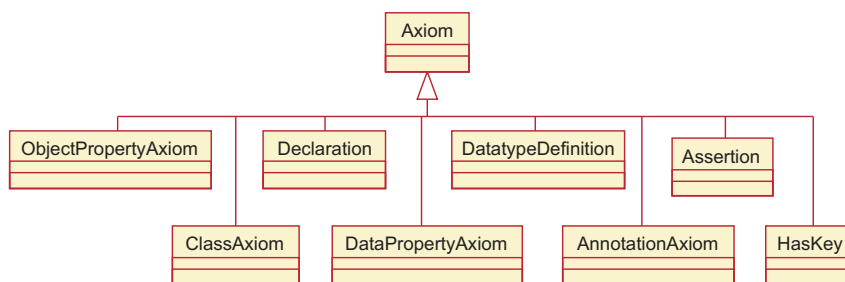 Axiom
ObjectPropertyAxiom
Declaration
DatatypeDefinition
Assertion
ClassAxiom
DataPropertyAxiom
AnnotationAxiom
HasKey